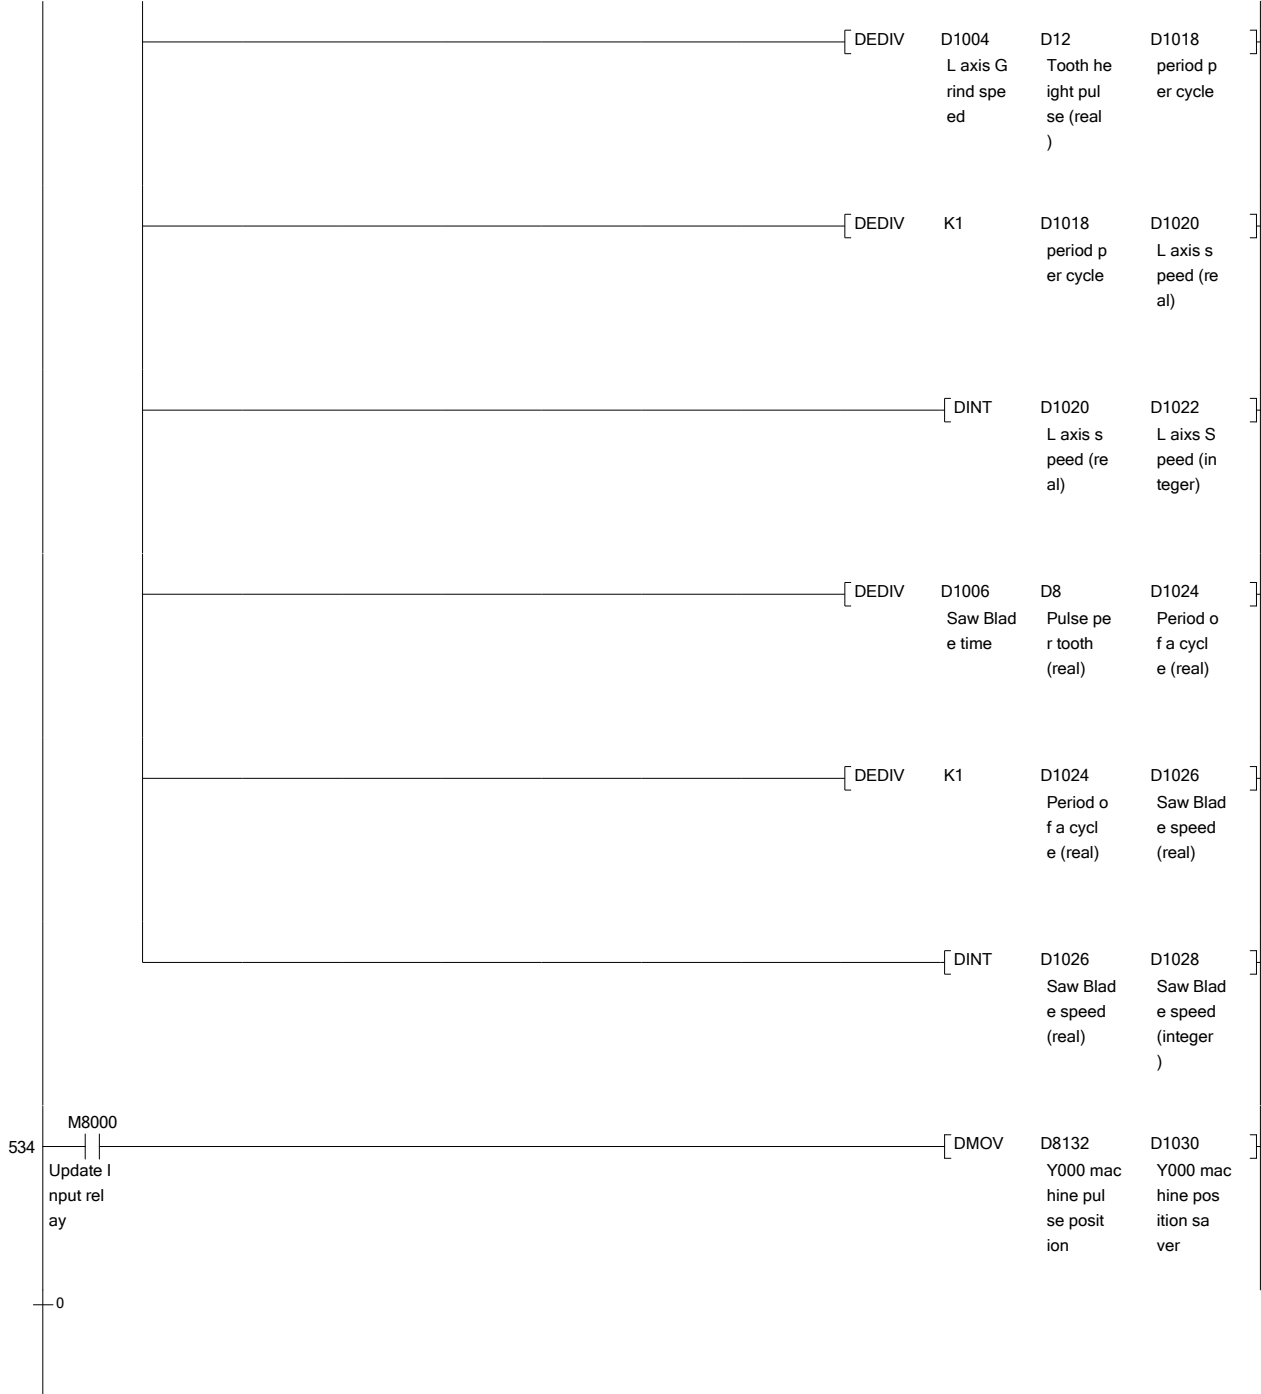 DEDIV D1004 D12 D1018
L axis G Tooth he period p
rind spe ight pul er cycle
ed se (real
)
DEDIV K1 D1018 D1020
period p L axis s
er cycle peed (re
al)
DINT D1020 D1022
L axis s L aixs S
peed (re peed (in
al) teger)
DEDIV D1006 D8 D1024
Saw Blad Pulse pe Period o
e time r tooth f a cycl
(real) e (real)
DEDIV K1 D1024 D1026
Period o Saw Blad
f a cycl e speed
e (real) (real)
DINT D1026 D1028
Saw Blad Saw Blad
e speed e speed
(real) (integer
)
M8000
534 DMOV D8132 D1030
Update I Y000 mac Y000 mac
nput rel hine pul hine pos
ay se posit ition sa
ion ver
0